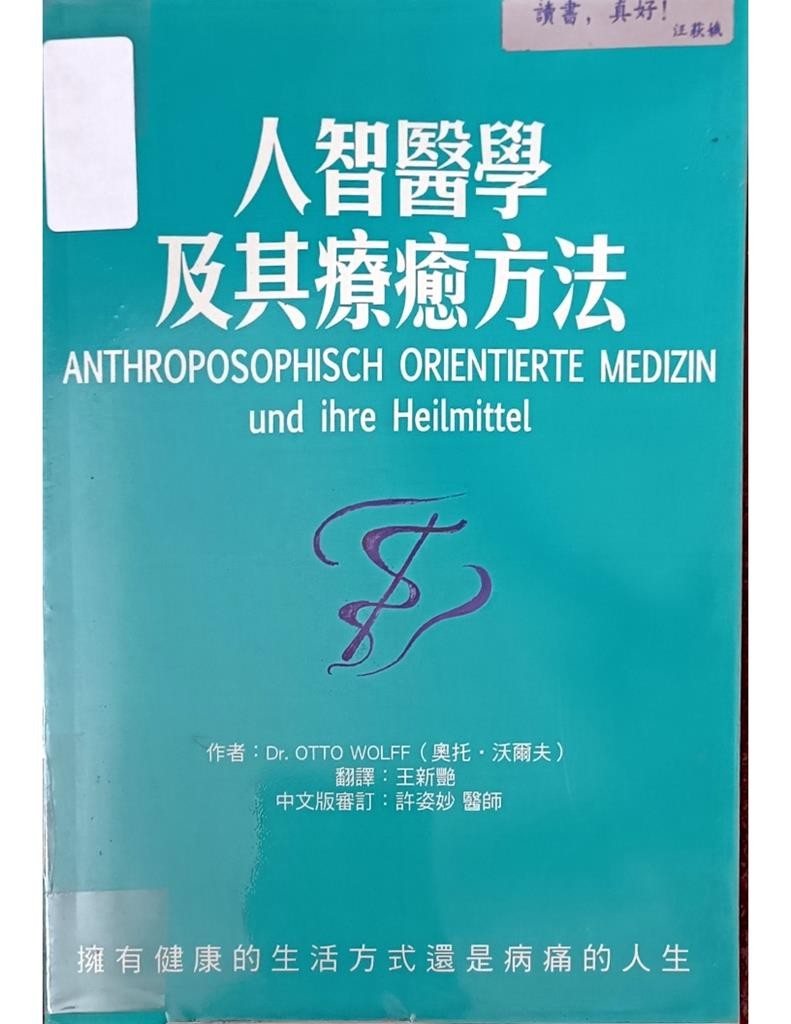 讀書，真好！
汪荻娥
人智醫學
及其療癒方法
ANTHROPOSOPHISCH ORIENTIERTE MEDIZIN
und ihre Heilmittel
作者：Dr. OTTO WOLFF（奧托・沃爾夫）
翻譯：王新艷
中文版審訂：許姿妙 醫師
擁有健康的生活方式還是病痛的人生